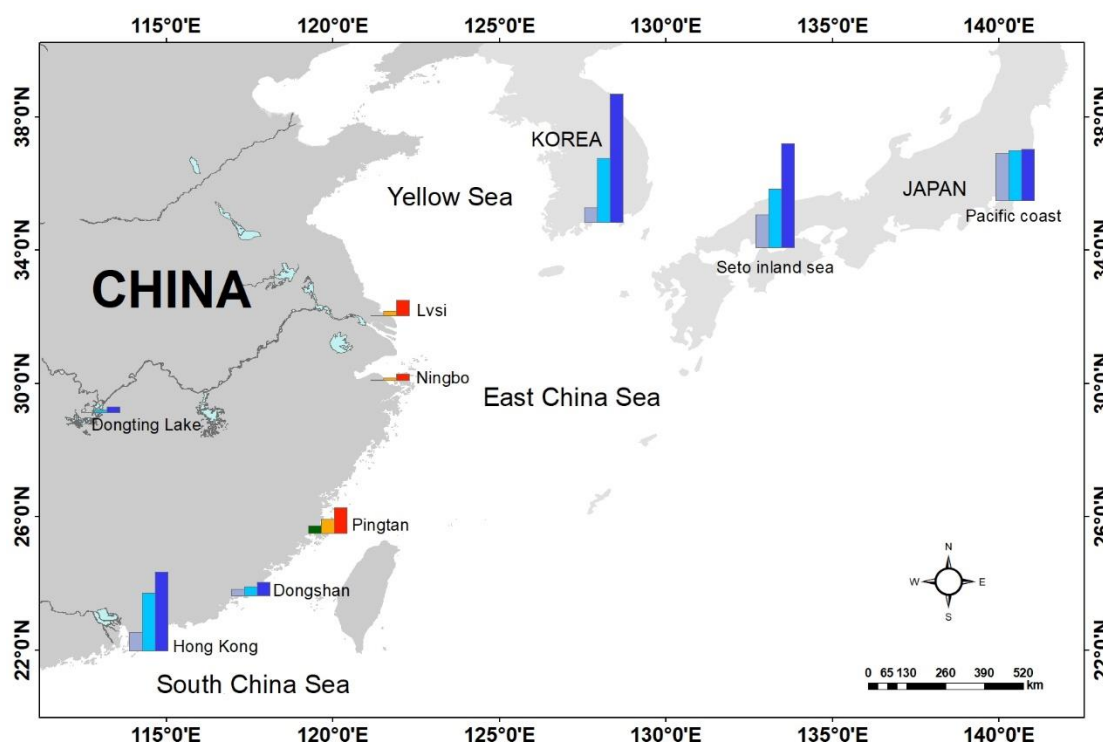 115°0'E 120°0'E 125°0'E 130°0'E 135°0'E 140°0'E
38°0'N 38°0'N
KOREA
Yellow Sea
JAPAN
Pacific coast
34°0'N 34°0'N
Seto inland sea
CHINA
Lvsi
Ningbo
30°0'N 30°0'N
East China Sea
Dongting Lake
26°0'N 26°0'N
Pingtan
N
W E
S
Dongshan
Hong Kong
22°0'N 22°0'N
0 65 130 260 390 520
km
South China Sea
115°0'E 120°0'E 125°0'E 130°0'E 135°0'E 140°0'E